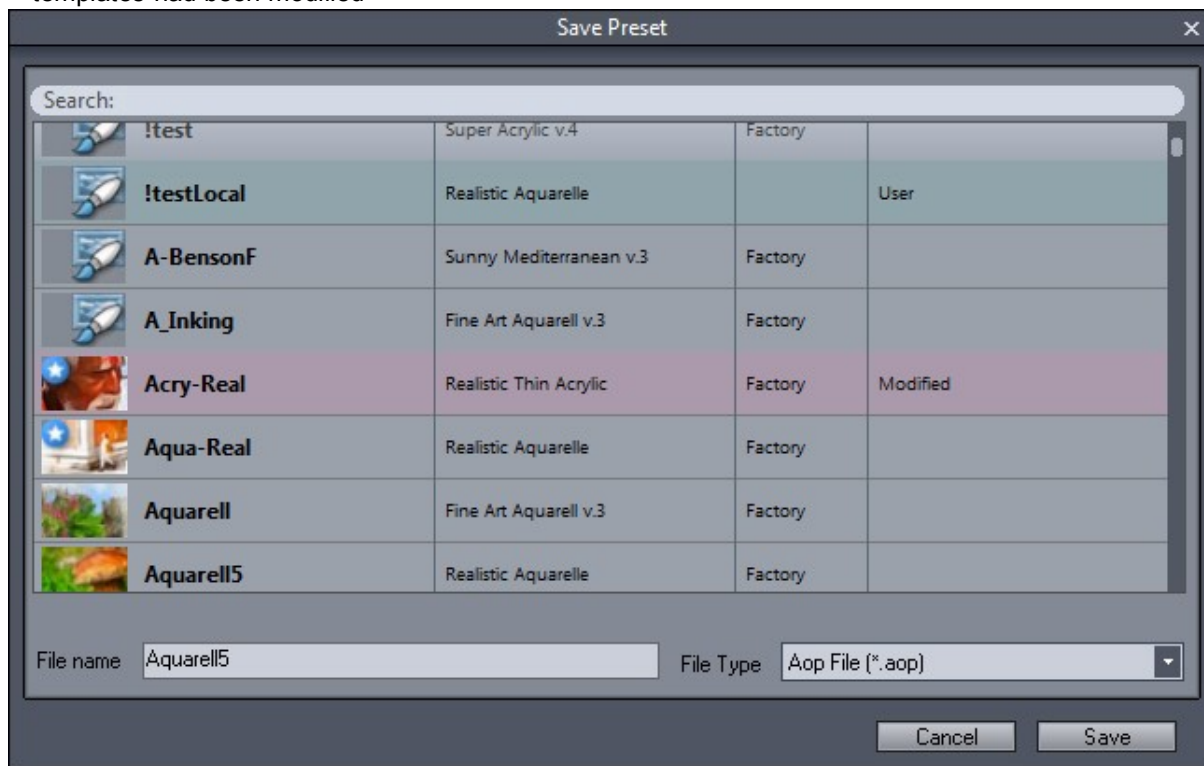 templates had been modified
Save Preset
Search:
!test Super Acrylic v.4 Factory
!testLocal Realistic Aquarelle User
A-BensonF Sunny Mediterranean v.3 Factory
A_Inking Fine Art Aquarell v.3 Factory
Acry-Real Realistic Thin Acrylic Factory Modified
Aqua-Real Realistic Aquarelle Factory
Aquarell Fine Art Aquarell v.3 Factory
Aquarell5 Realistic Aquarelle Factory
File name Aquarell5 File Type Aop File (*.aop)
Cancel Save